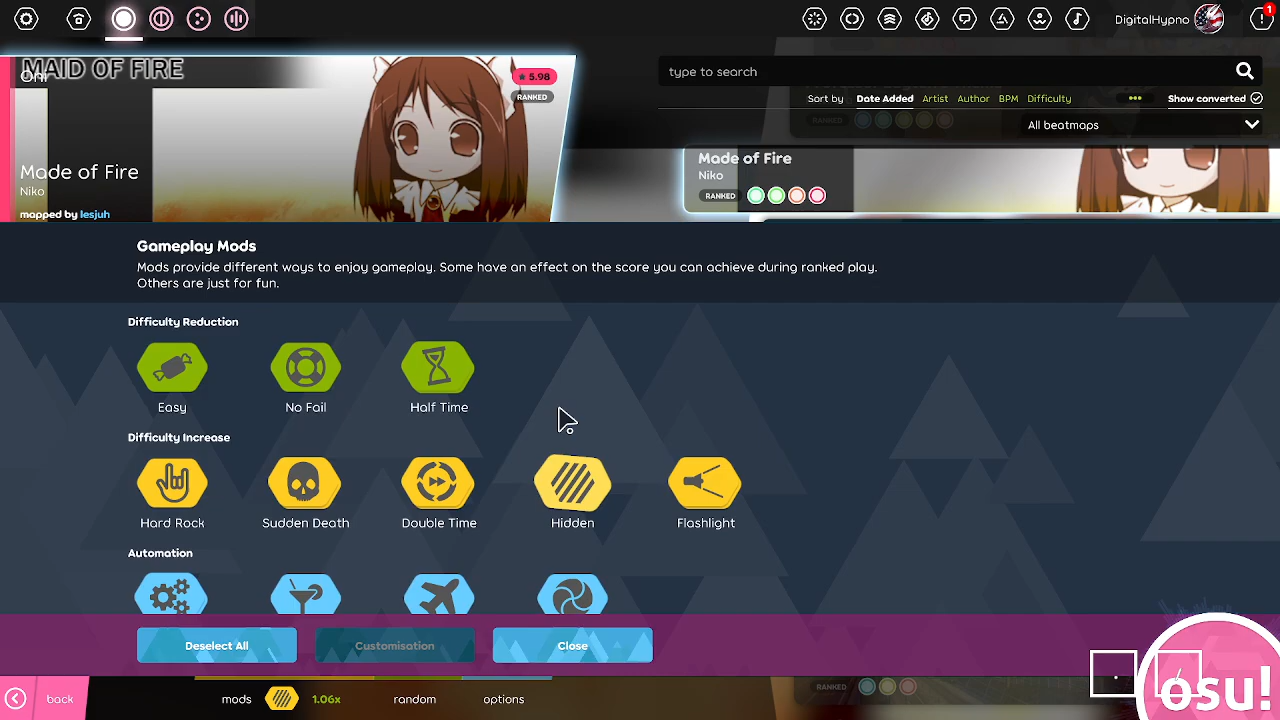 DigitalHypno
1
MAID OF FIRE
Oni
5.98
RANKED
type to search
Sort by Date Added Artist Author BPM Difficulty Show converted
RANKED
All beatmaps
Made of Fire
Niko
mapped by lesjuh
Made of Fire
Niko
RANKED
Gameplay Mods
Mods provide different ways to enjoy gameplay. Some have an effect on the score you can achieve during ranked play.
Others are just for fun.
Difficulty Reduction
Easy No Fail Half Time
Difficulty Increase
Hard Rock Sudden Death Double Time Hidden Flashlight
Automation
Deselect All Customisation Close
back mods 1.06x random options
RANKED
osu!